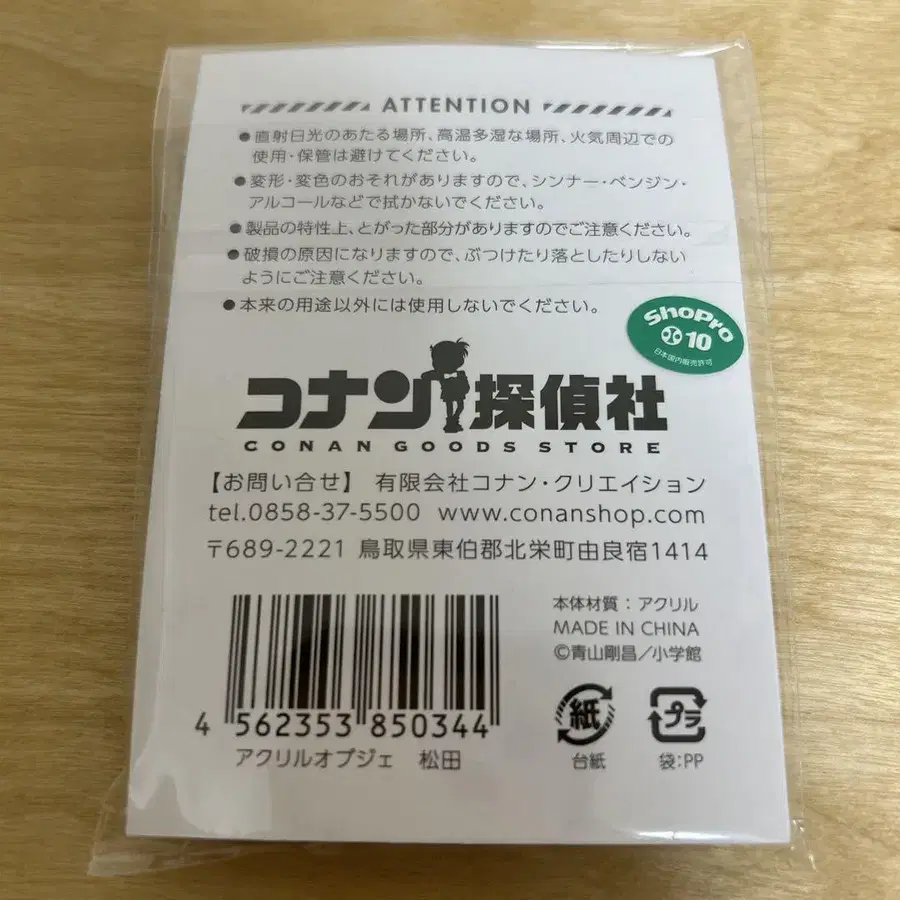 ATTENTION
●直射日光のあたる場所、高温多湿な場所、火気周辺での
使用・保管は避けてください。
●変形・変色のおそれがありますので、シンナー・ベンジン・
アルコールなどで拭かないでください。
●製品の特性上、とがった部分がありますのでご注意ください。
●破損の原因になりますので、ぶつけたり落としたりしない
ようにご注意ください。
●本来の用途以外には使用しないでください。
ShoPro
10
日本国内販売許可
コナン探偵社
CONAN GOODS STORE
【お問い合せ】 有限会社コナン・クリエイション
tel.0858-37-5500 www.conanshop.com
〒689-2221 鳥取県東伯郡北栄町由良宿1414
本体材質：アクリル
MADE IN CHINA
©青山剛昌／小学館
4 562353 850344
アクリルオブジェ 松田
紙
台紙
プラ
袋：PP